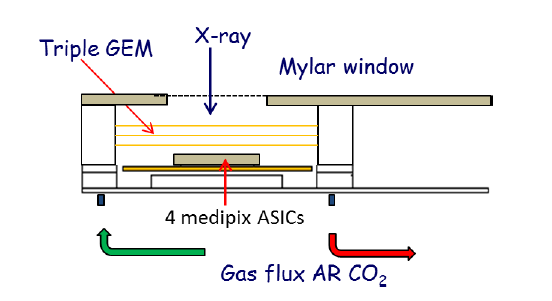 X-ray
Triple GEM
Mylar window
4 medipix ASICs
Gas flux AR CO₂